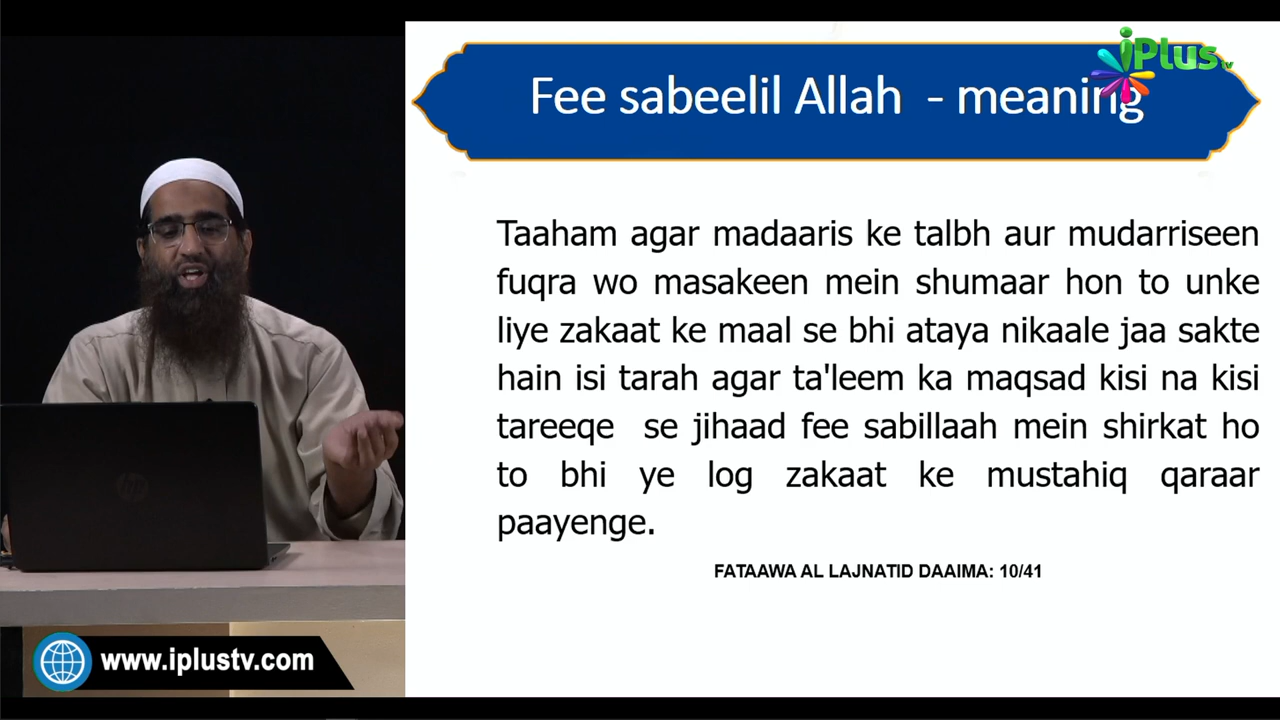 iPlus tv
Fee sabeelil Allah - meaning
Taaham agar madaaris ke talbh aur mudarriseen
fuqra wo masakeen mein shumaar hon to unke
liye zakaat ke maal se bhi ataya nikaale jaa sakte
hain isi tarah agar ta'leem ka maqsad kisi na kisi
tareeqe se jihaad fee sabillaah mein shirkat ho
to bhi ye log zakaat ke mustahiq qaraar
paayenge.
FATAAWA AL LAJNATID DAAIMA: 10/41
www.iplustv.com